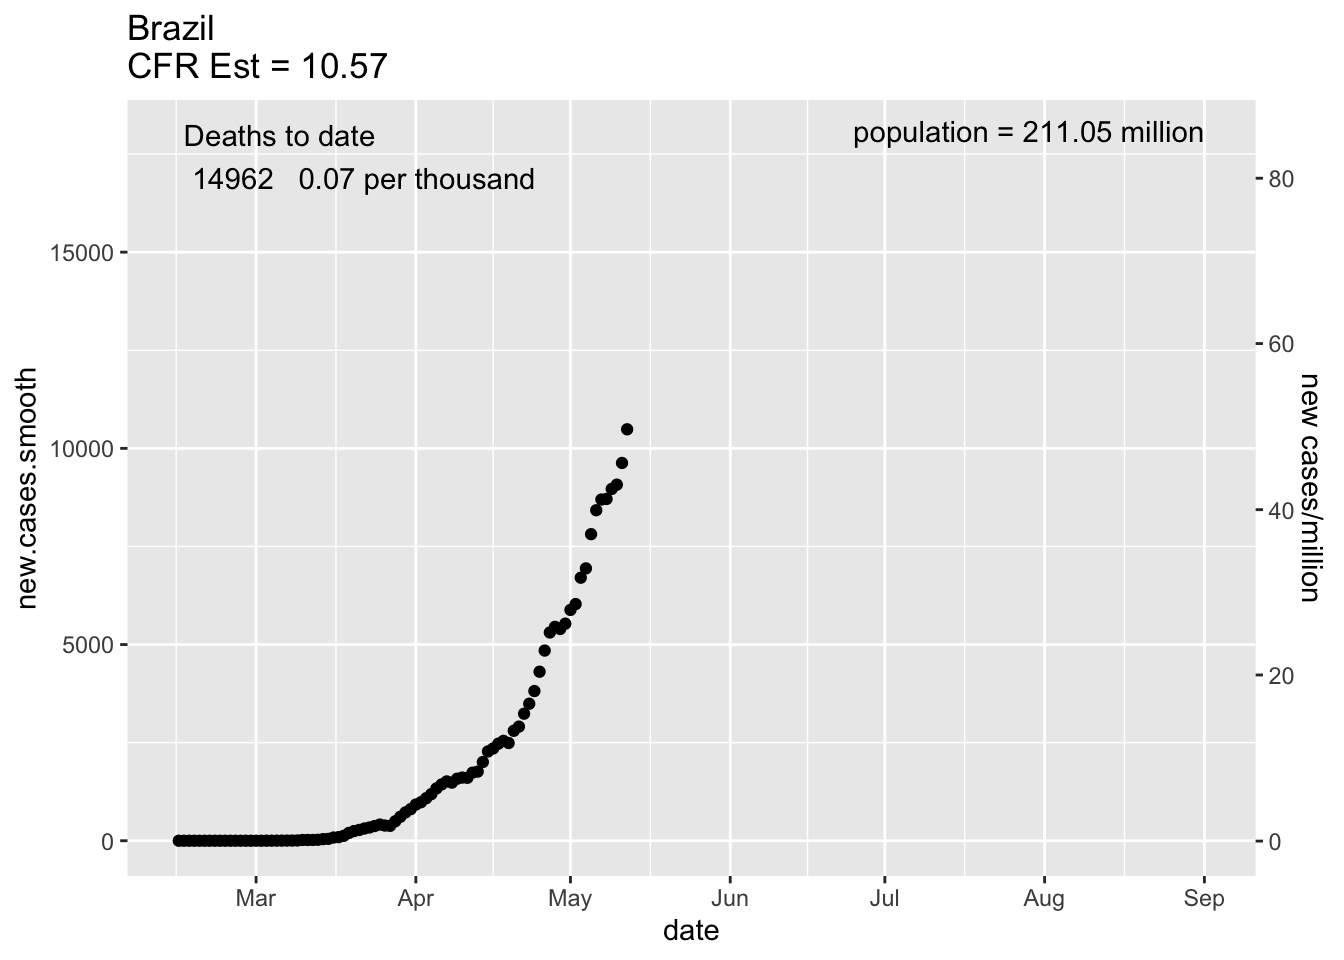 Brazil
CFR Est = 10.57
Deaths to date
14962 0.07 per thousand
population = 211.05 million
15000
10000
5000
0
new.cases.smooth
80
60
40
20
0
new cases/million
Mar Apr May Jun Jul Aug Sep
date